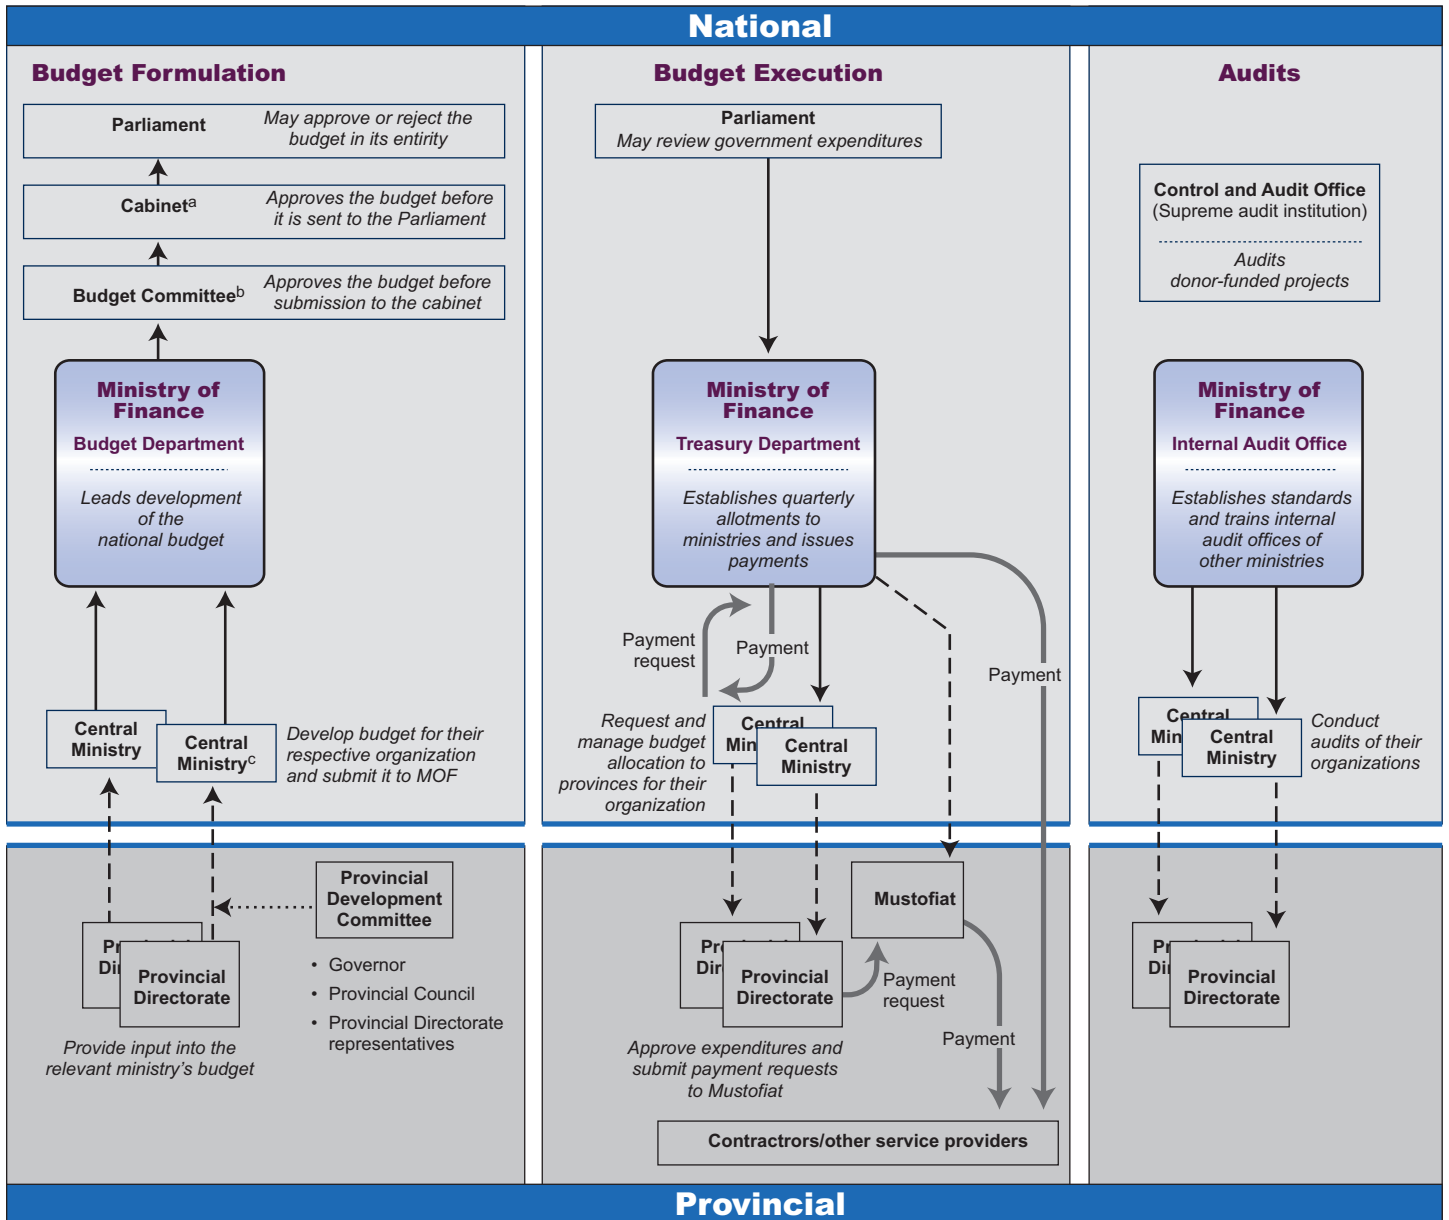 National
Budget Formulation
Parliament
May approve or reject the
budget in its entirity
Cabineta
Approves the budget before
it is sent to the Parliament
Budget Committeeb
Approves the budget before
submission to the cabinet
Ministry of
Finance
Budget Department
Leads development
of the
national budget
Central
Ministry
Central
Ministryc
Develop budget for their
respective organization
and submit it to MOF
Provincial
Development
Committee
• Governor
• Provincial Council
• Provincial Directorate
representatives
Provincial
Directorate
Provide input into the
relevant ministry's budget
Budget Execution
Parliament
May review government expenditures
Ministry of
Finance
Treasury Department
Establishes quarterly
allotments to
ministries and issues
payments
Payment
request
Payment
Payment
Request and
manage budget
allocation to
provinces for their
organization
Central
Min
Central
Ministry
Mustofiat
Provincial
Directorate
Payment
request
Payment
Approve expenditures and
submit payment requests
to Mustofiat
Contractrors/other service providers
Audits
Control and Audit Office
(Supreme audit institution)
Audits
donor-funded projects
Ministry of
Finance
Internal Audit Office
Establishes standards
and trains internal
audit offices of
other ministries
Central
Min
Central
Ministry
Conduct
audits of their
organizations
Provincial
Directorate
Provincial